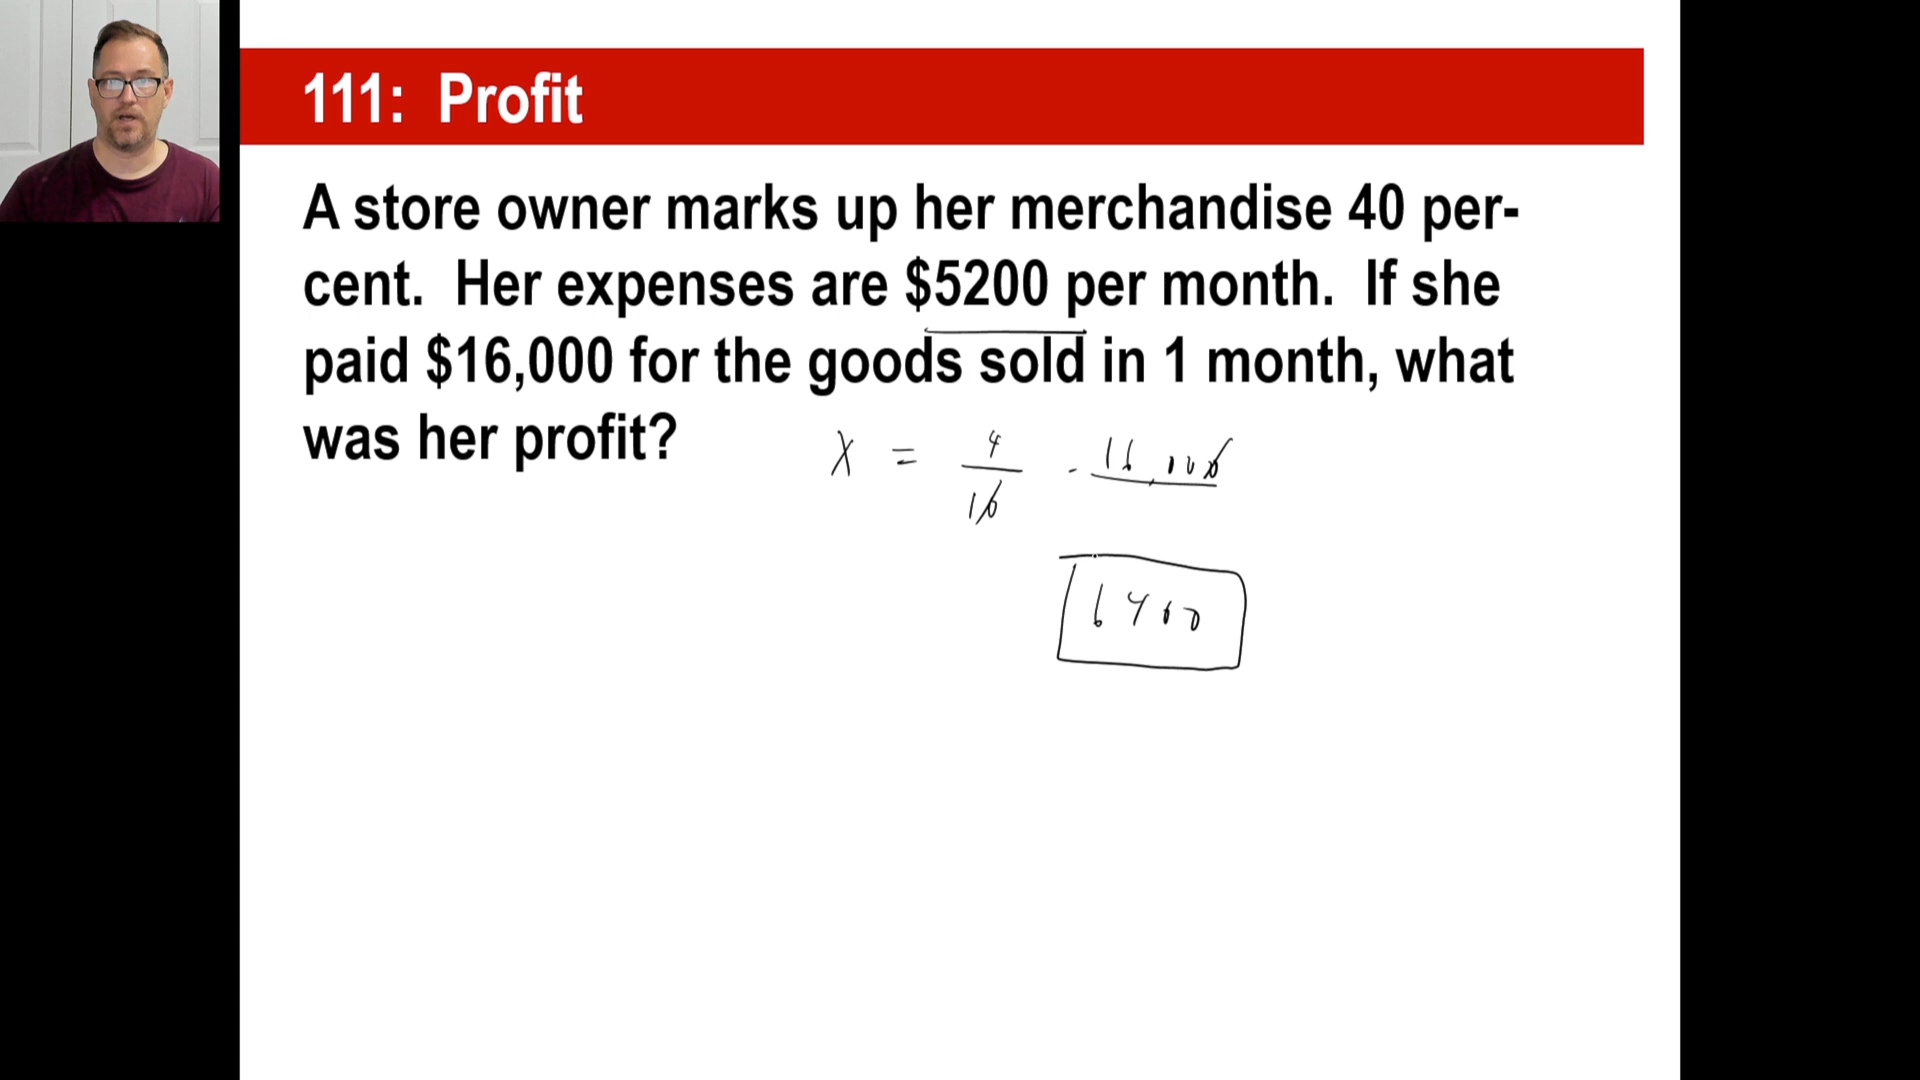 111: Profit
A store owner marks up her merchandise 40 per-
cent. Her expenses are $5200 per month. If she
paid $16,000 for the goods sold in 1 month, what
was her profit?
X = 4/10 · 16,000
6400